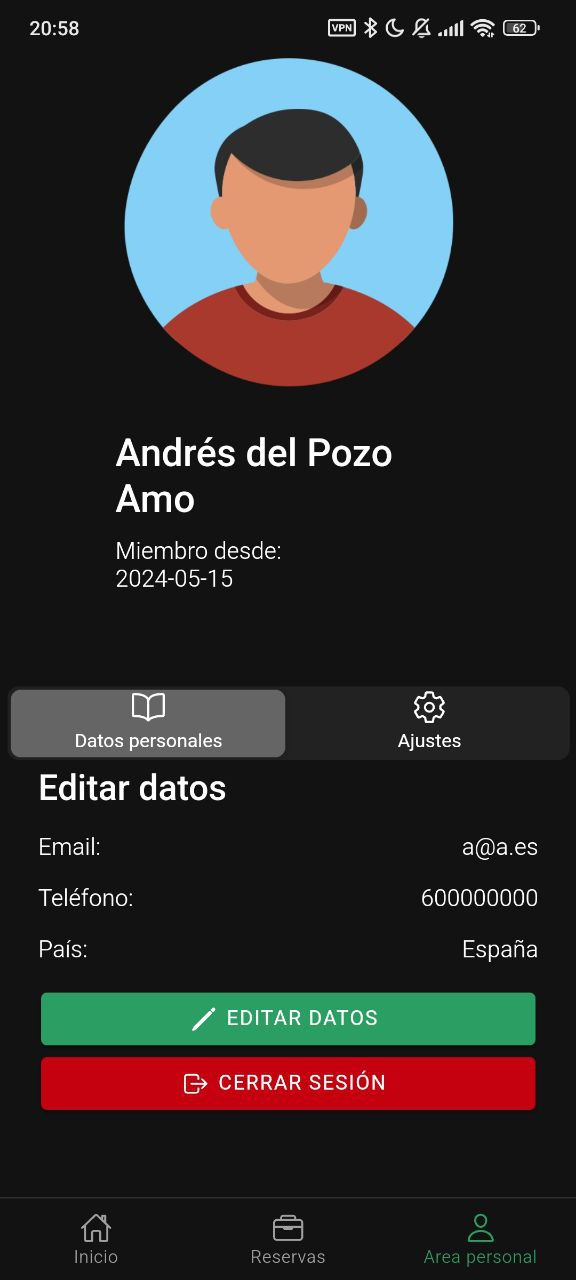 20:58
VPN
62
Andrés del Pozo
Amo
Miembro desde:
2024-05-15
Datos personales
Ajustes
Editar datos
Email:
a@a.es
Teléfono:
600000000
País:
España
EDITAR DATOS
CERRAR SESIÓN
Inicio
Reservas
Area personal